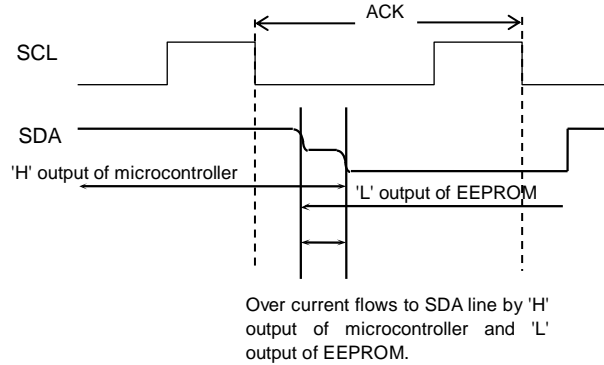 ACK
SCL
SDA
'H' output of microcontroller
'L' output of EEPROM
Over current flows to SDA line by 'H'
output of microcontroller and 'L'
output of EEPROM.